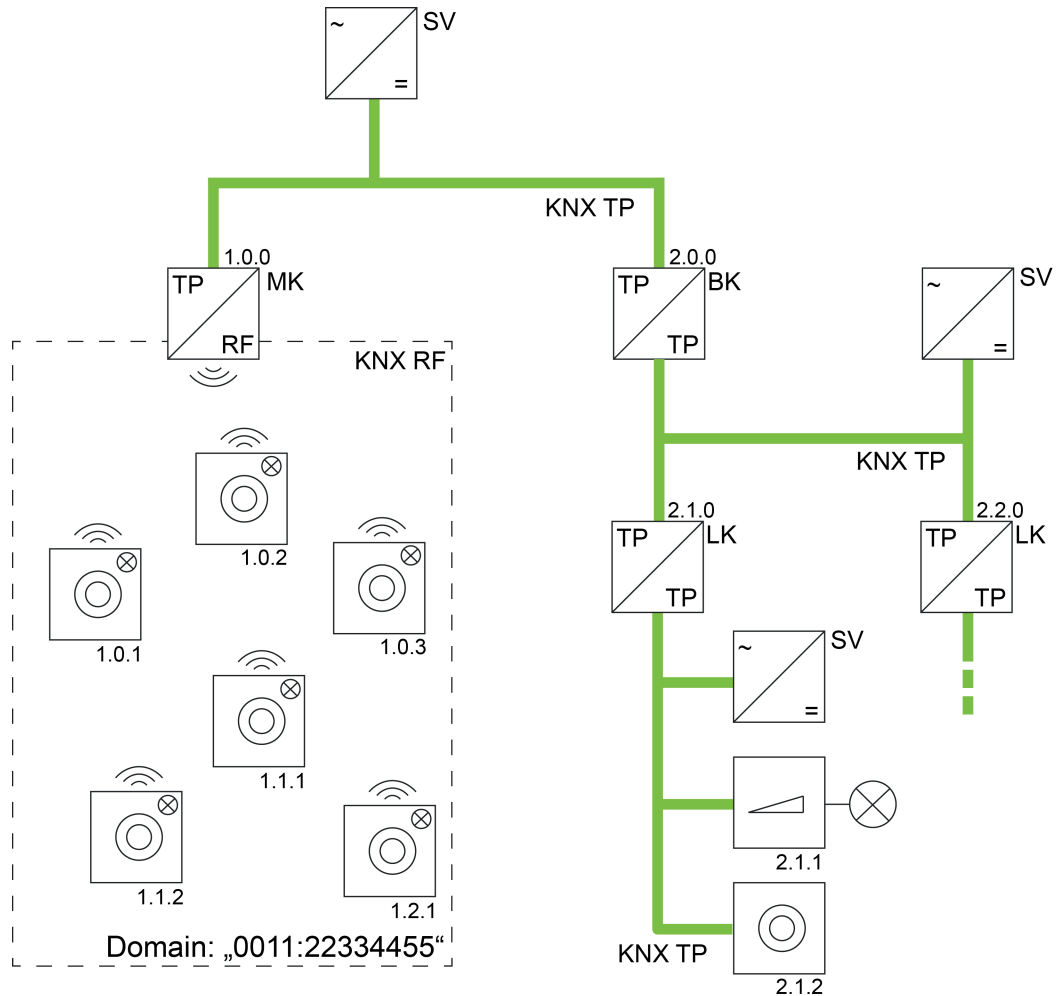 ~
SV
=
KNX TP
1.0.0
TP
MK
RF
2.0.0
TP
BK
TP
~
SV
=
KNX RF
KNX TP
1.0.2
1.0.1
1.0.3
1.1.1
1.1.2
1.2.1
Domain: „0011:22334455“
2.1.0
TP
LK
TP
2.2.0
TP
LK
TP
~
SV
=
2.1.1
KNX TP
2.1.2